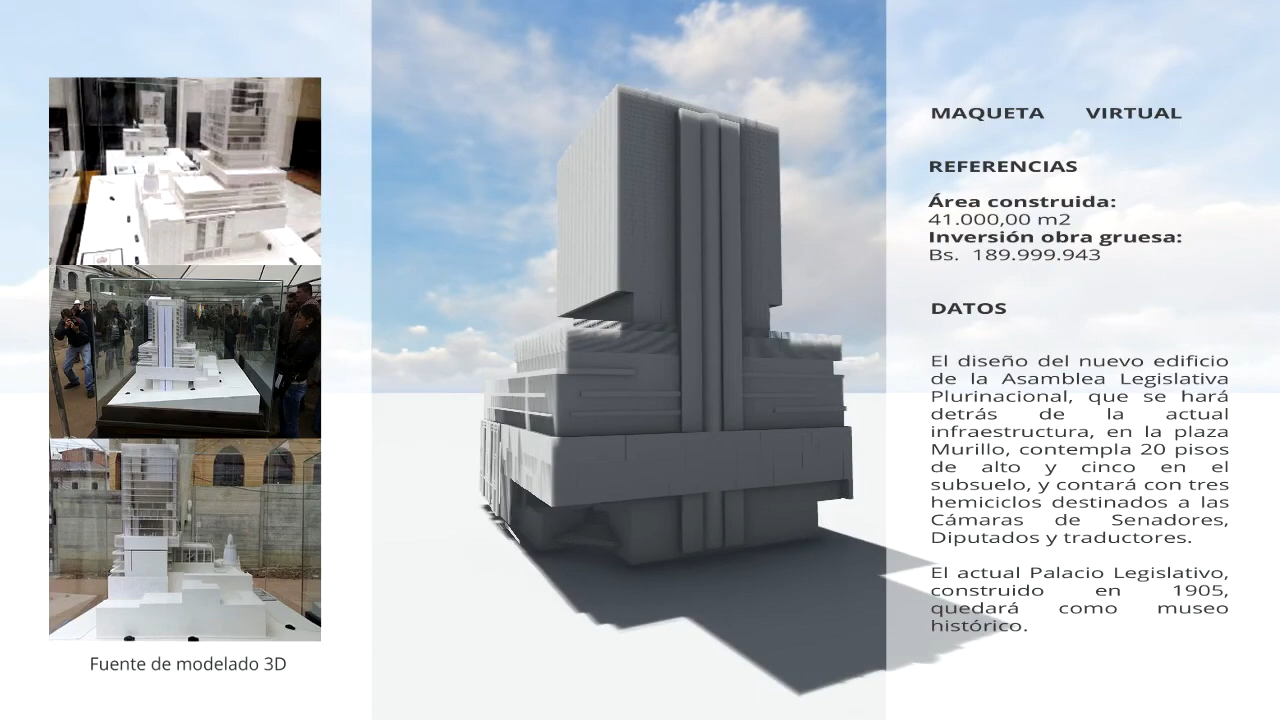 MAQUETA VIRTUAL
REFERENCIAS
Área construida:
41.000,00 m2
Inversión obra gruesa:
Bs. 189.999.943
DATOS
El diseño del nuevo edificio
de la Asamblea Legislativa
Plurinacional, que se hará
detrás de la actual
infraestructura, en la plaza
Murillo, contempla 20 pisos
de alto y cinco en el
subsuelo, y contará con tres
hemiciclos destinados a las
Cámaras de Senadores,
Diputados y traductores.
El actual Palacio Legislativo,
construido en 1905,
quedará como museo
histórico.
Fuente de modelado 3D